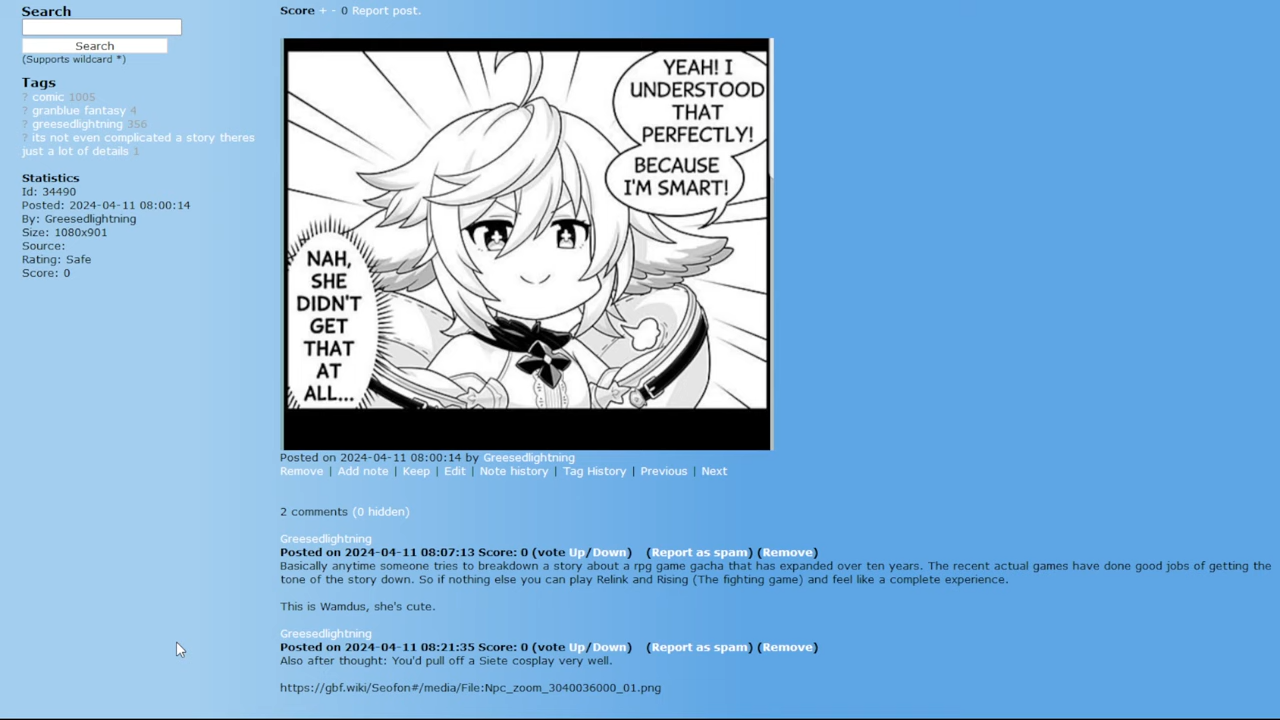 Search
Search
(Supports wildcard *)
Tags
? comic 1005
? granblue fantasy 4
? greesedlightning 356
? its not even complicated a story theres
just a lot of details 1
Statistics
Id: 34490
Posted: 2024-04-11 08:00:14
By: Greesedlightning
Size: 1080x901
Source:
Rating: Safe
Score: 0
Score + - 0 Report post.
YEAH! I
UNDERSTOOD
THAT
PERFECTLY!
BECAUSE
I'M SMART!
NAH,
SHE
DIDN'T
GET
THAT
AT
ALL...
Posted on 2024-04-11 08:00:14 by Greesedlightning
Remove | Add note | Keep | Edit | Note history | Tag History | Previous | Next
2 comments (0 hidden)
Greesedlightning
Posted on 2024-04-11 08:07:13 Score: 0 (vote Up/Down) (Report as spam) (Remove)
Basically anytime someone tries to breakdown a story about a rpg game gacha that has expanded over ten years. The recent actual games have done good jobs of getting the
tone of the story down. So if nothing else you can play Relink and Rising (The fighting game) and feel like a complete experience.
This is Wamdus, she's cute.
Greesedlightning
Posted on 2024-04-11 08:21:35 Score: 0 (vote Up/Down) (Report as spam) (Remove)
Also after thought: You'd pull off a Siete cosplay very well.
https://gbf.wiki/Seofon#/media/File:Npc_zoom_3040036000_01.png